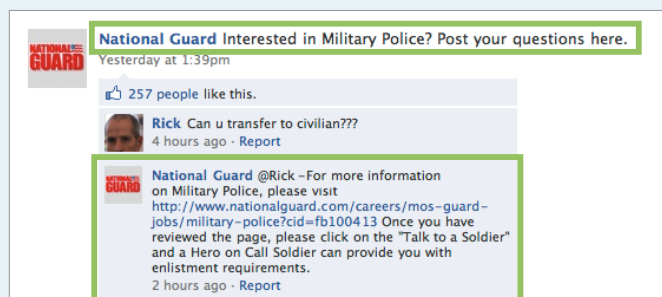 NATIONAL GUARD
National Guard Interested in Military Police? Post your questions here.
Yesterday at 1:39pm
257 people like this.
Rick Can u transfer to civilian???
4 hours ago · Report
NATIONAL GUARD
National Guard @Rick -For more information
on Military Police, please visit
http://www.nationalguard.com/careers/mos-guard-
jobs/military-police?cid=fb100413 Once you have
reviewed the page, please click on the "Talk to a Soldier"
and a Hero on Call Soldier can provide you with
enlistment requirements.
2 hours ago · Report